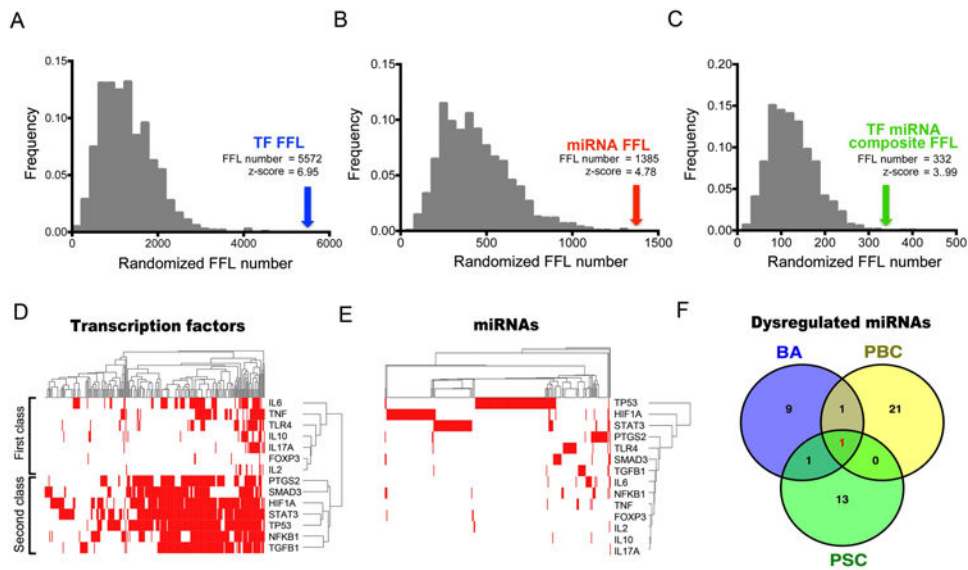 A
0.15
0.10
0.05
0.00
Frequency
TF FFL
FFL number = 5572
z-score = 6.95
0
2000
4000
6000
Randomized FFL number
B
0.15
0.10
0.05
0.00
Frequency
miRNA FFL
FFL number = 1385
z-score = 4.78
0
500
1000
1500
Randomized FFL number
C
0.20
0.15
0.10
0.05
0.00
Frequency
TF miRNA
composite FFL
FFL number = 332
z-score = 3..99
0
100
200
300
400
500
Randomized FFL number
D
Transcription factors
First class
Second class
IL6
TNF
TLR4
IL10
IL17A
FOXP3
IL2
PTGS2
SMAD3
HIF1A
STAT3
TP53
NFKB1
TGFB1
E
miRNAs
TP53
HIF1A
STAT3
PTGS2
TLR4
SMAD3
TGFB1
IL6
NFKB1
TNF
FOXP3
IL2
IL10
IL17A
F
Dysregulated miRNAs
BA
PBC
9
1
21
1
1
0
13
PSC